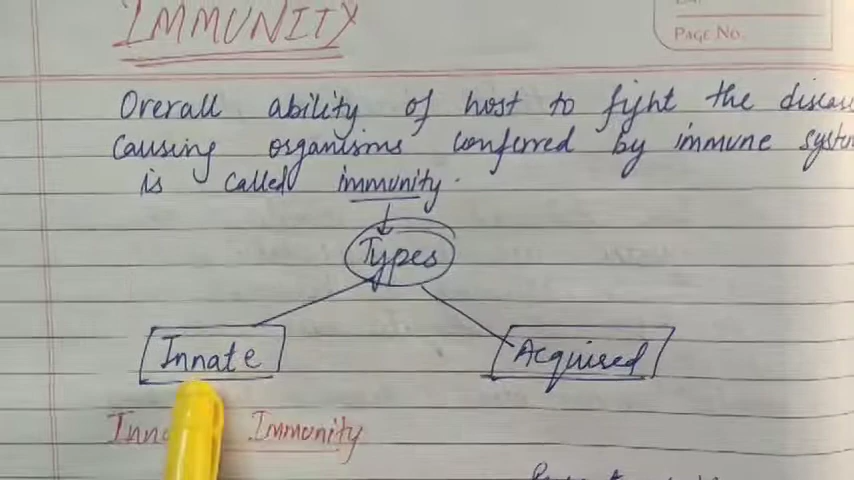 IMMUNITY
PAGE NO.
Overall ability of host to fight the disease
causing organisms conferred by immune system
is called immunity.
Types
Innate Acquired
Immunity